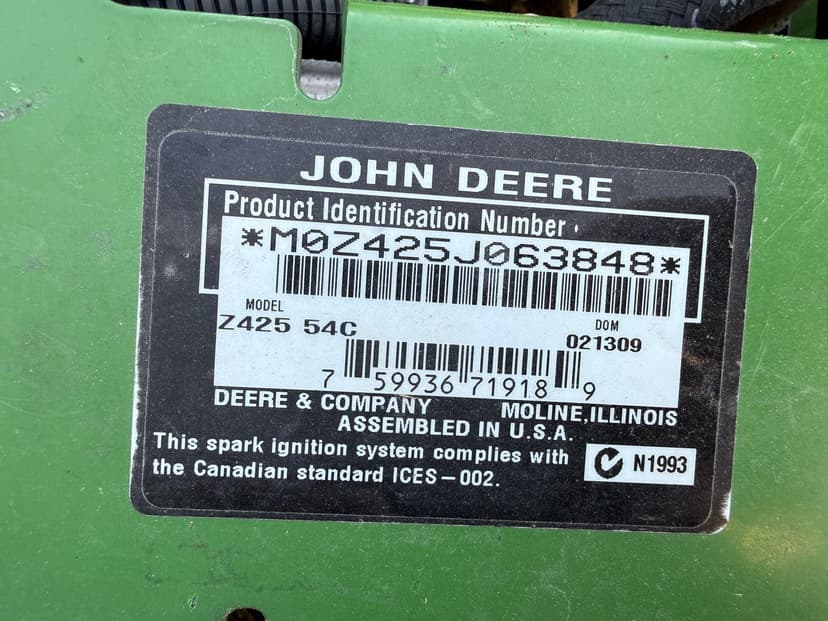 JOHN DEERE
Product Identification Number
*M0Z425J063848*
MODEL
Z425 54C
DOM
021309
7 59936 71918 9
DEERE & COMPANY MOLINE, ILLINOIS
ASSEMBLED IN U.S.A.
This spark ignition system complies with
the Canadian standard ICES-002.
N1993